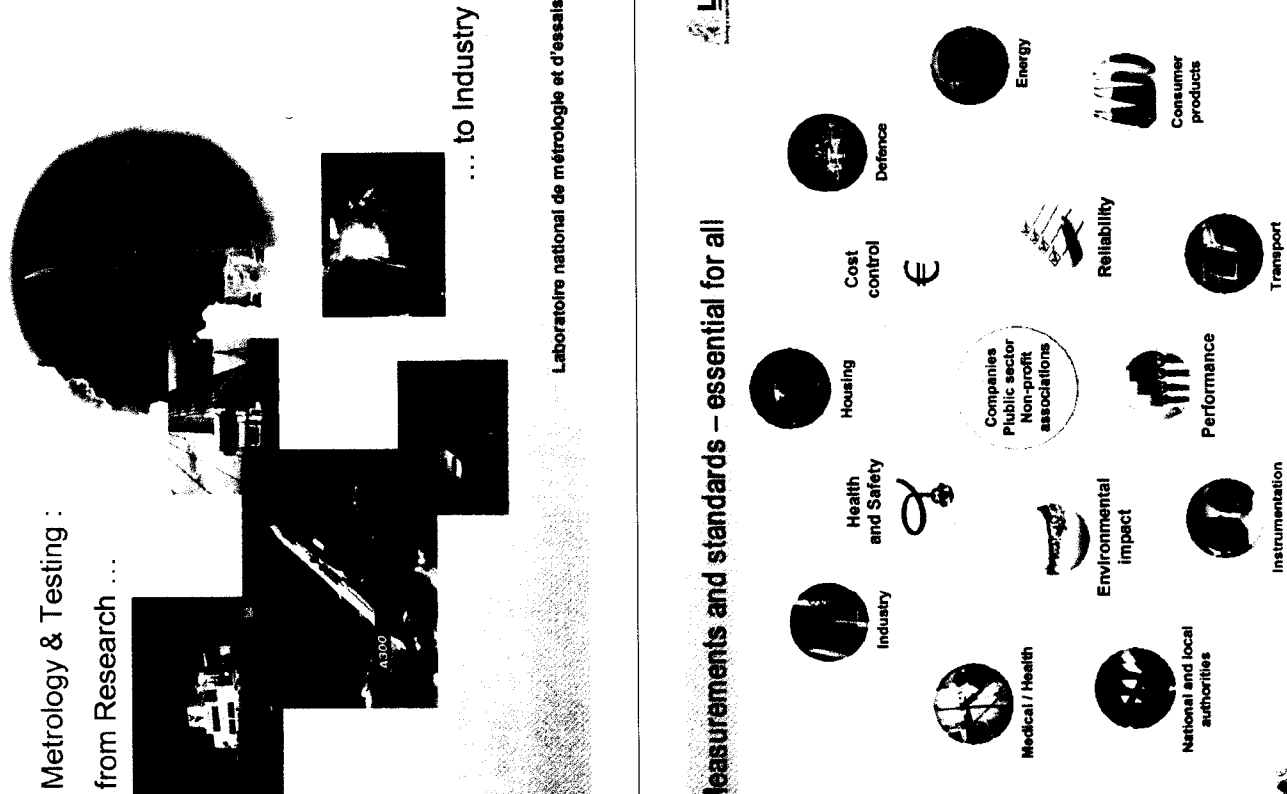 Metrology & Testing :
from Research ...
... to Industry
A300
Laboratoire national de métrologie et d'essais
easurements and standards – essential for all
Industry
Health
and Safety
Housing
Cost
control
€
Defence
Energy
Medical / Health
Environmental
impact
Companies
Plublic sector
Non-profit
associations
Reliability
Consumer
products
National and local
authorities
Instrumentation
Performance
Transport